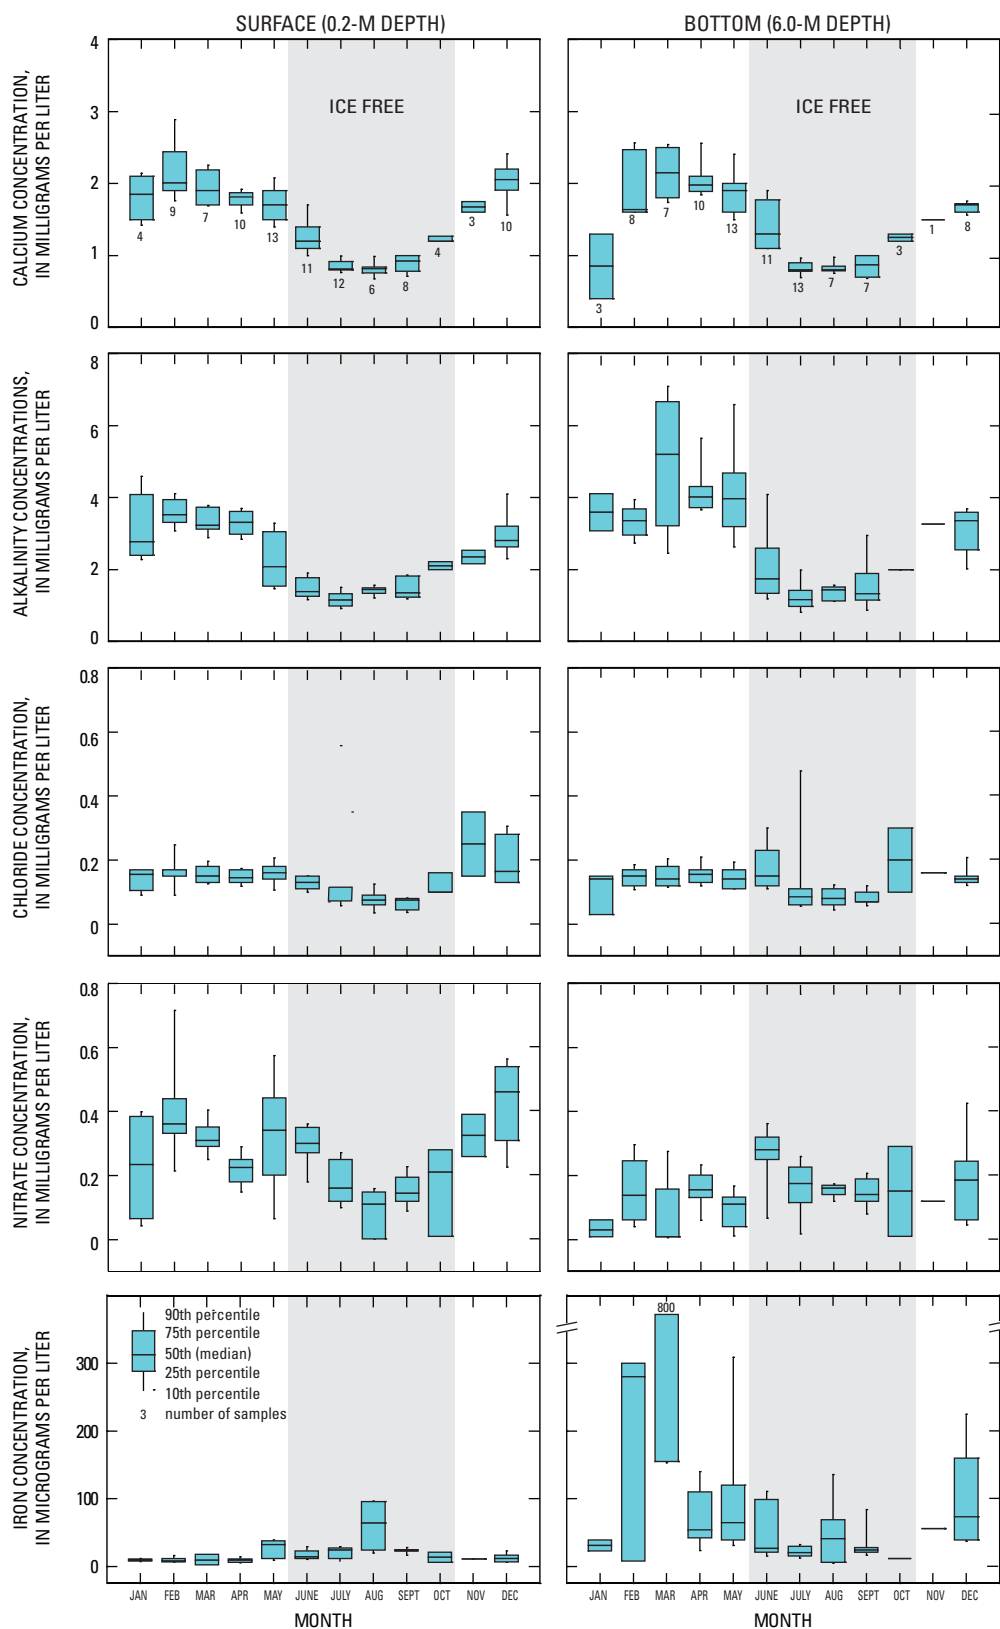 SURFACE (0.2-M DEPTH)
BOTTOM (6.0-M DEPTH)
CALCIUM CONCENTRATION,
IN MILLIGRAMS PER LITER
4
3
2
1
0
ICE FREE
4
9
7
10
13
11
12
6
8
4
3
10
ICE FREE
3
8
7
10
13
11
13
7
7
3
1
8
ALKALINITY CONCENTRATIONS,
IN MILLIGRAMS PER LITER
8
6
4
2
0
CHLORIDE CONCENTRATION,
IN MILLIGRAMS PER LITER
0.8
0.6
0.4
0.2
0
NITRATE CONCENTRATION,
IN MILLIGRAMS PER LITER
0.8
0.6
0.4
0.2
0
IRON CONCENTRATION,
IN MICROGRAMS PER LITER
300
200
100
0
90th percentile
75th percentile
50th (median)
25th percentile
10th percentile
3 number of samples
800
JAN FEB MAR APR MAY JUNE JULY AUG SEPT OCT NOV DEC
JAN FEB MAR APR MAY JUNE JULY AUG SEPT OCT NOV DEC
MONTH
MONTH